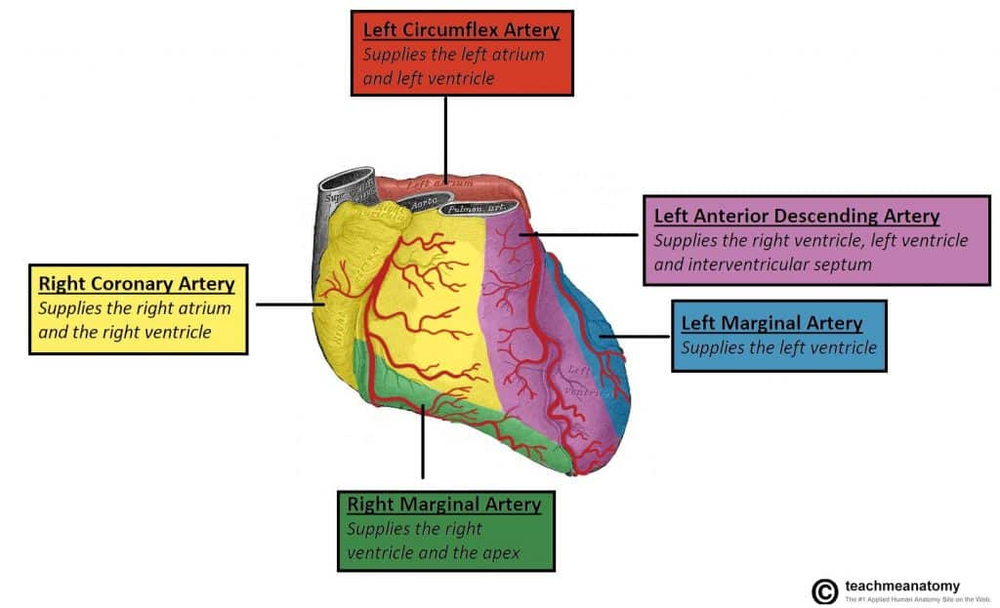 Left Circumflex Artery
Supplies the left atrium
and left ventricle
Left atrium
Aorta
Pulmon. art.
Left Anterior Descending Artery
Supplies the right ventricle, left ventricle
and interventricular septum
Right Coronary Artery
Supplies the right atrium
and the right ventricle
Left Marginal Artery
Supplies the left ventricle
Left
Right Marginal Artery
Supplies the right
ventricle and the apex
© teachmeanatomy
The #1 Applied Human Anatomy Site on the Web.